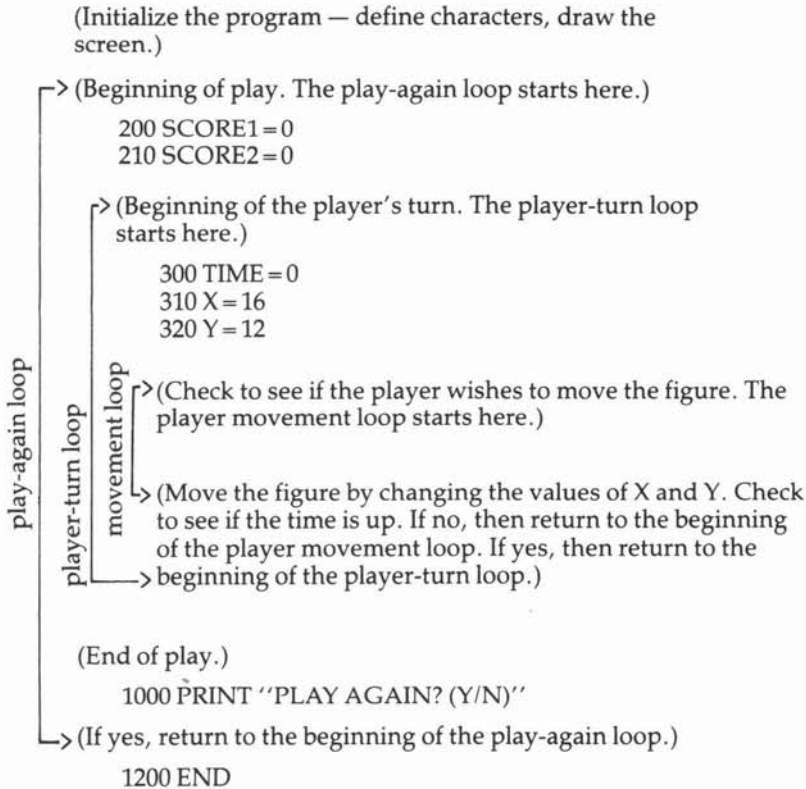 (Initialize the program — define characters, draw the
screen.)
(Beginning of play. The play-again loop starts here.)
200 SCORE1=0
210 SCORE2=0
(Beginning of the player's turn. The player-turn loop
starts here.)
300 TIME=0
310 X=16
320 Y=12
(Check to see if the player wishes to move the figure. The
player movement loop starts here.)
(Move the figure by changing the values of X and Y. Check
to see if the time is up. If no, then return to the beginning
of the player movement loop. If yes, then return to the
beginning of the player-turn loop.)
(End of play.)
1000 PRINT "PLAY AGAIN? (Y/N)"
(If yes, return to the beginning of the play-again loop.)
1200 END
play-again loop
player-turn loop
movement loop